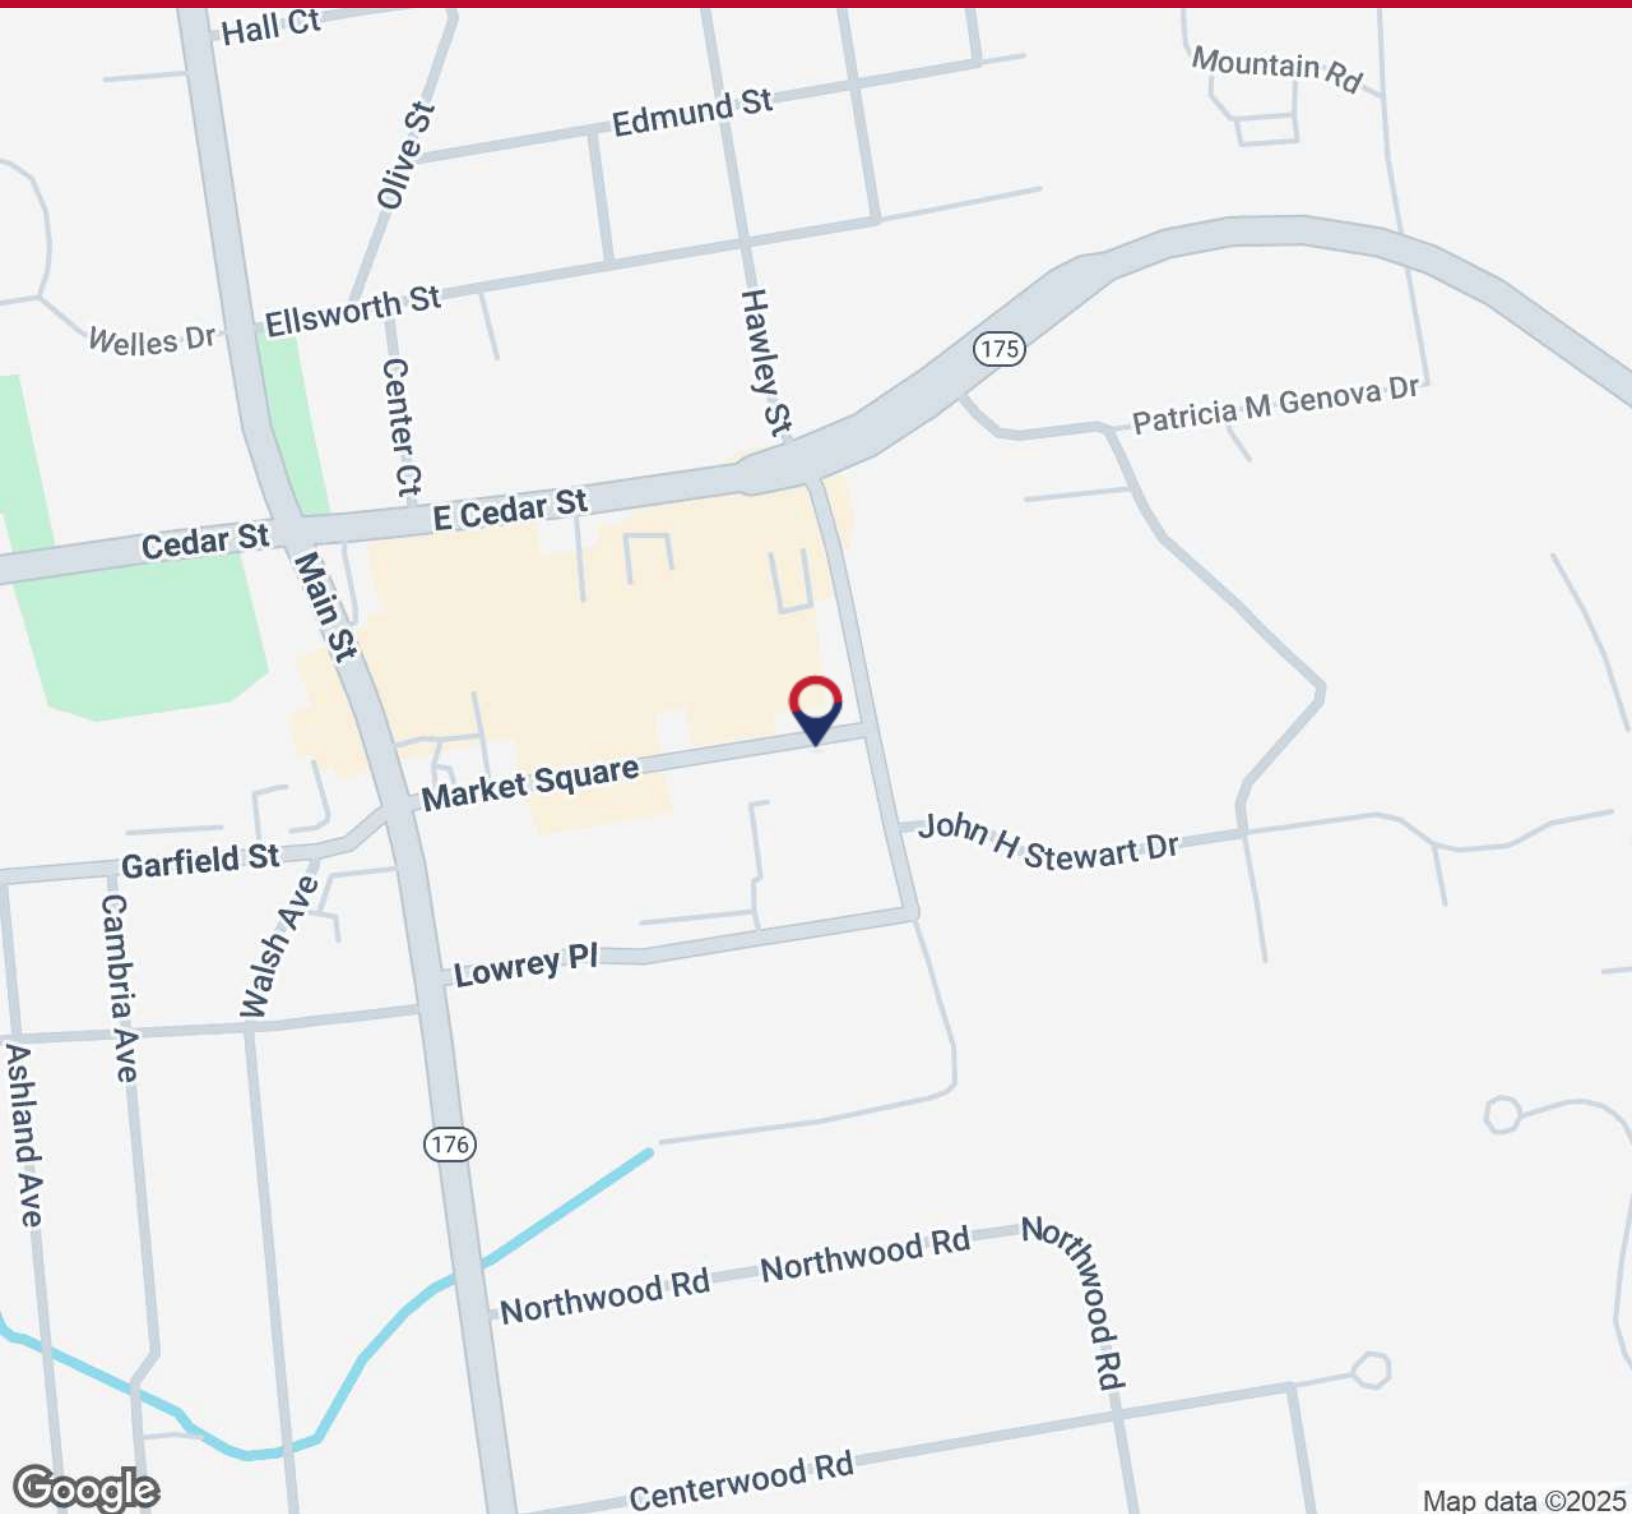 Hall Ct
Mountain Rd
Edmund St
Olive St
Ellsworth St
Welles Dr
Hawley St
175
Center Ct
Patricia M Genova Dr
E Cedar St
Cedar St
Main St
Market Square
John H Stewart Dr
Garfield St
Walsh Ave
Cambria Ave
Lowrey Pl
Ashland Ave
176
Northwood Rd
Northwood Rd
Northwood Rd
Centerwood Rd
Google
Map data ©2025